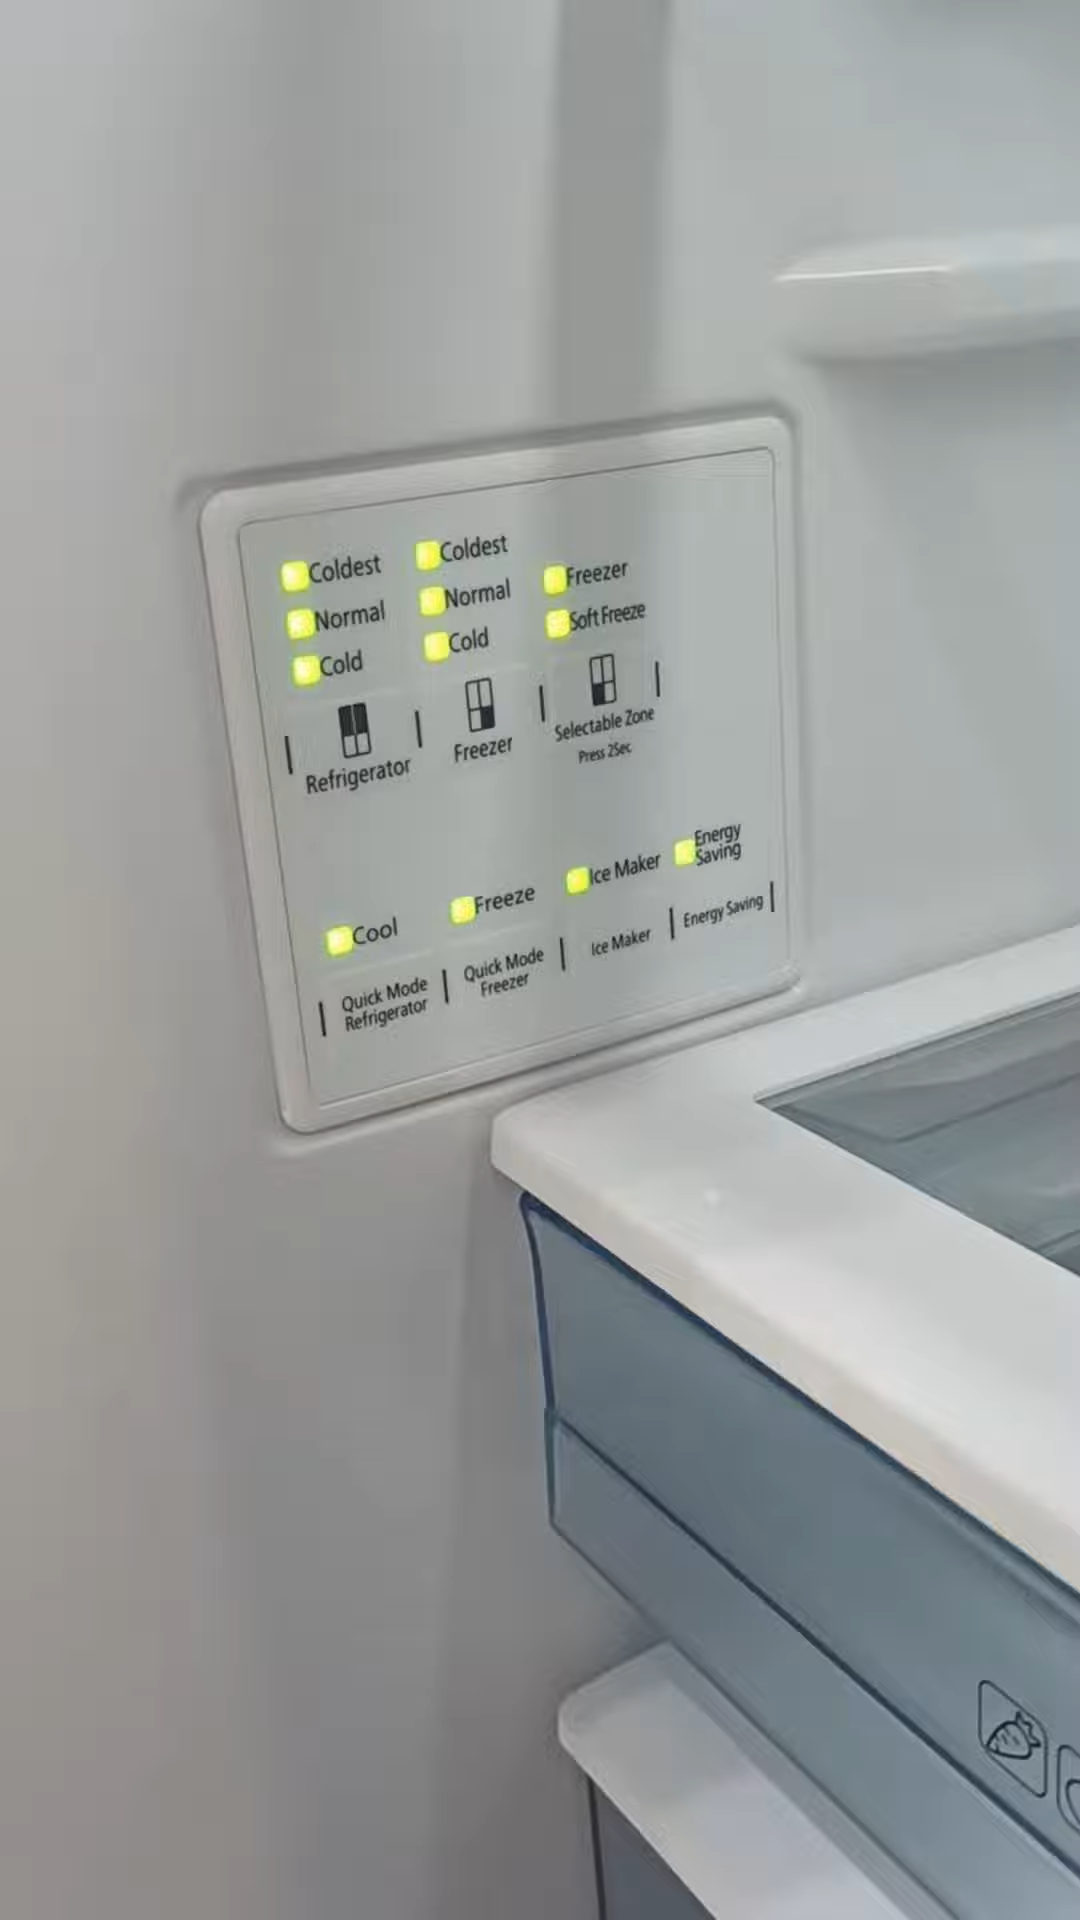 Coldest
Normal
Cold
Refrigerator
Coldest
Normal
Cold
Freezer
Freezer
Soft Freeze
Selectable Zone
Press 2Sec
Cool
Quick Mode
Refrigerator
Freeze
Quick Mode
Freezer
Ice Maker
Ice Maker
Energy
Saving
Energy Saving